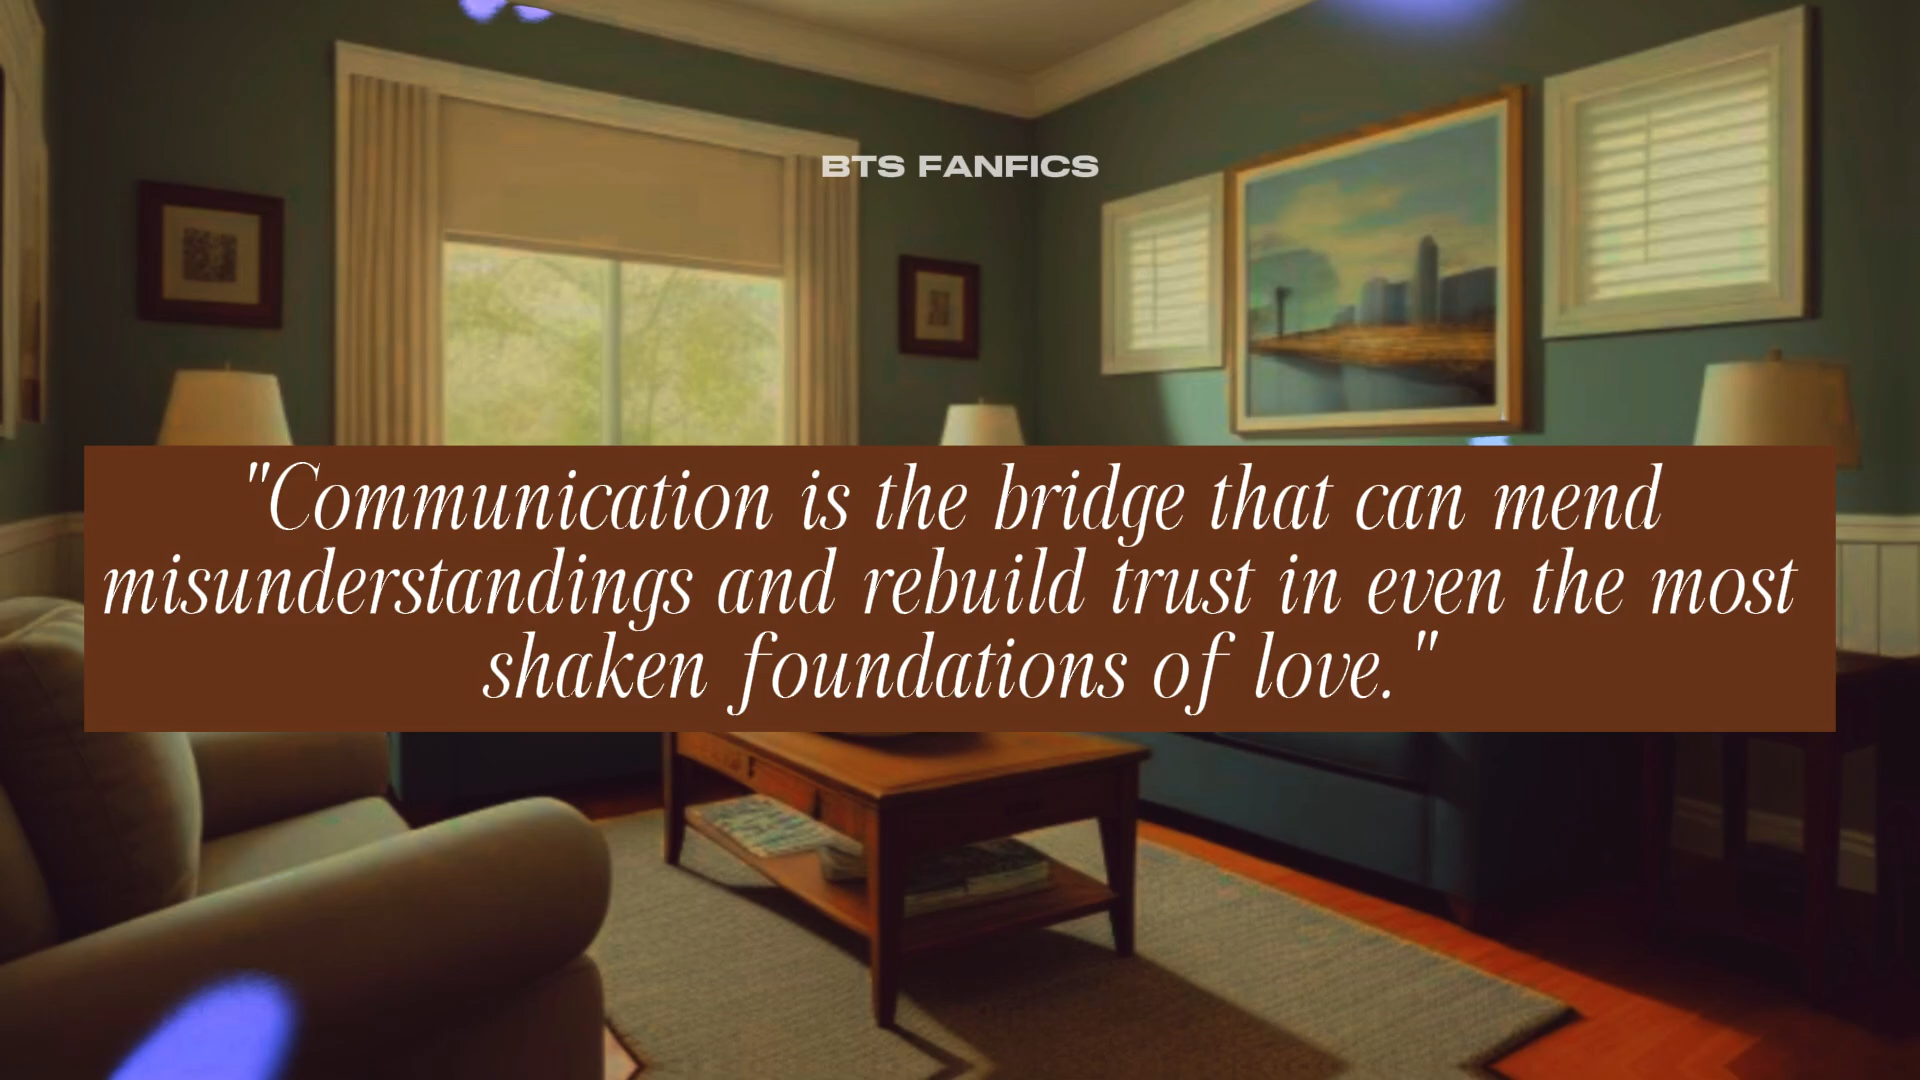 BTS FANFICS
"Communication is the bridge that can mend
misunderstandings and rebuild trust in even the most
shaken foundations of love."